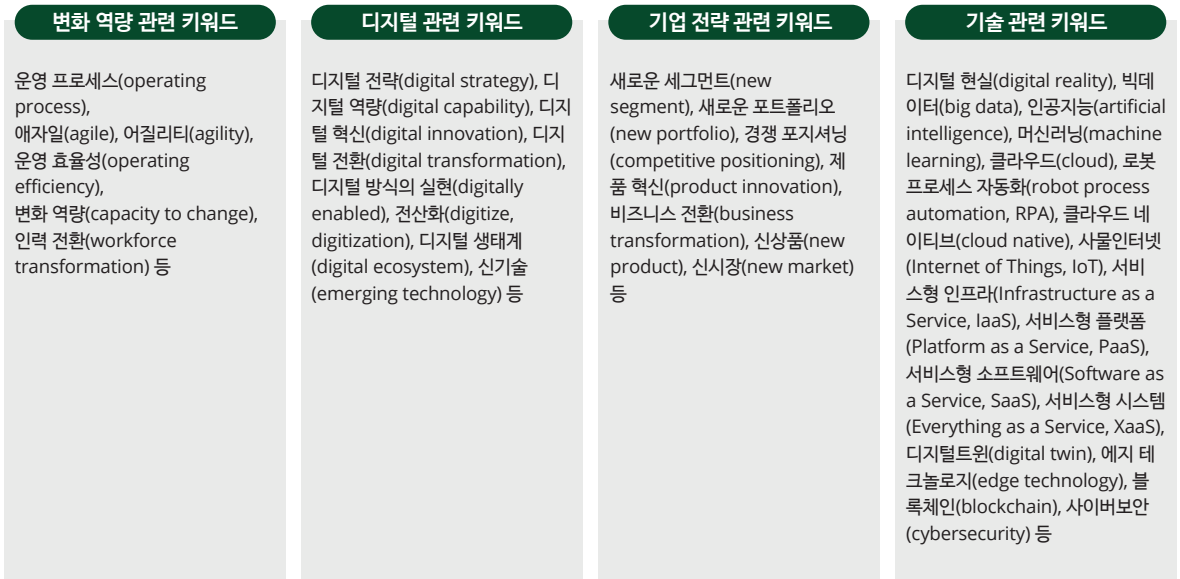 변화 역량 관련 키워드
운영 프로세스(operating
process),
애자일(agile), 어질리티(agility),
운영 효율성(operating
efficiency),
변화 역량(capacity to change),
인력 전환(workforce
transformation) 등
디지털 관련 키워드
디지털 전략(digital strategy), 디
지털 역량(digital capability), 디지
털 혁신(digital innovation), 디지
털 전환(digital transformation),
디지털 방식의 실현(digitally
enabled), 전산화(digitize,
digitization), 디지털 생태계
(digital ecosystem), 신기술
(emerging technology) 등
기업 전략 관련 키워드
새로운 세그먼트(new
segment), 새로운 포트폴리오
(new portfolio), 경쟁 포지셔닝
(competitive positioning), 제
품 혁신(product innovation),
비즈니스 전환(business
transformation), 신상품(new
product), 신시장(new market)
등
기술 관련 키워드
디지털 현실(digital reality), 빅데
이터(big data), 인공지능(artificial
intelligence), 머신러닝(machine
learning), 클라우드(cloud), 로봇
프로세스 자동화(robot process
automation, RPA), 클라우드 네
이티브(cloud native), 사물인터넷
(Internet of Things, IoT), 서비
스형 인프라(Infrastructure as a
Service, IaaS), 서비스형 플랫폼
(Platform as a Service, PaaS),
서비스형 소프트웨어(Software as
a Service, SaaS), 서비스형 시스템
(Everything as a Service, XaaS),
디지털트윈(digital twin), 에지 테
크놀로지(edge technology), 블
록체인(blockchain), 사이버보안
(cybersecurity) 등